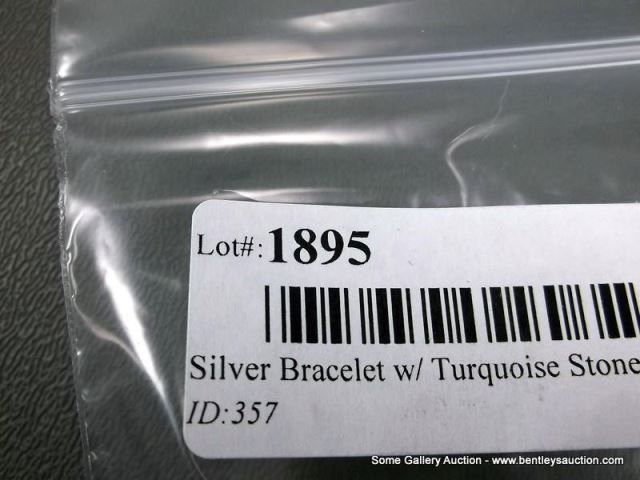 Lot#: 1895
Silver Bracelet w/ Turquoise Stone
ID:357
Some Gallery Auction - www.bentleysauction.com